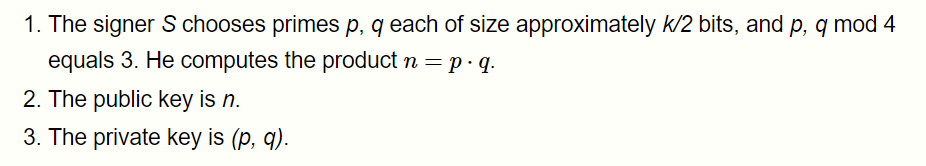 1. The signer S chooses primes p, q each of size approximately k/2 bits, and p, q mod 4
equals 3. He computes the product n = p · q.
2. The public key is n.
3. The private key is (p, q).